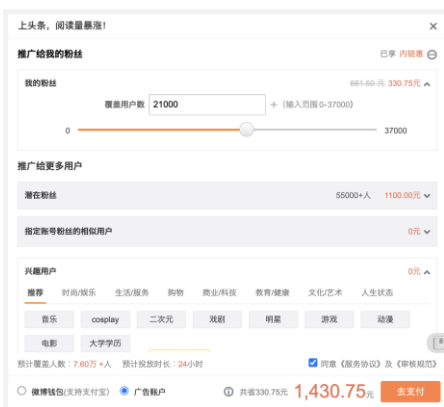 上头条，阅读量暴涨!
推广给我的粉丝 已享 内链惠
我的粉丝 661.50 元 330.75元
覆盖用户数 21000 + (输入范围0-37000)
0 37000
推广给更多用户
潜在粉丝 55000+人 1100.00元
指定账号粉丝的相似用户 0元
兴趣用户 0元
推荐 时尚/娱乐 生活/服务 购物 商业/科技 教育/健康 文化/艺术 人生状态
音乐 cosplay 二次元 戏剧 明星 游戏 动漫
电影 大学学历
预计覆盖人数：7.60万 +人 预计投放时长：24小时 同意《服务协议》及《审核规范》
微博钱包(支持支付宝) 广告账户 共省330.75元 1,430.75元 去支付